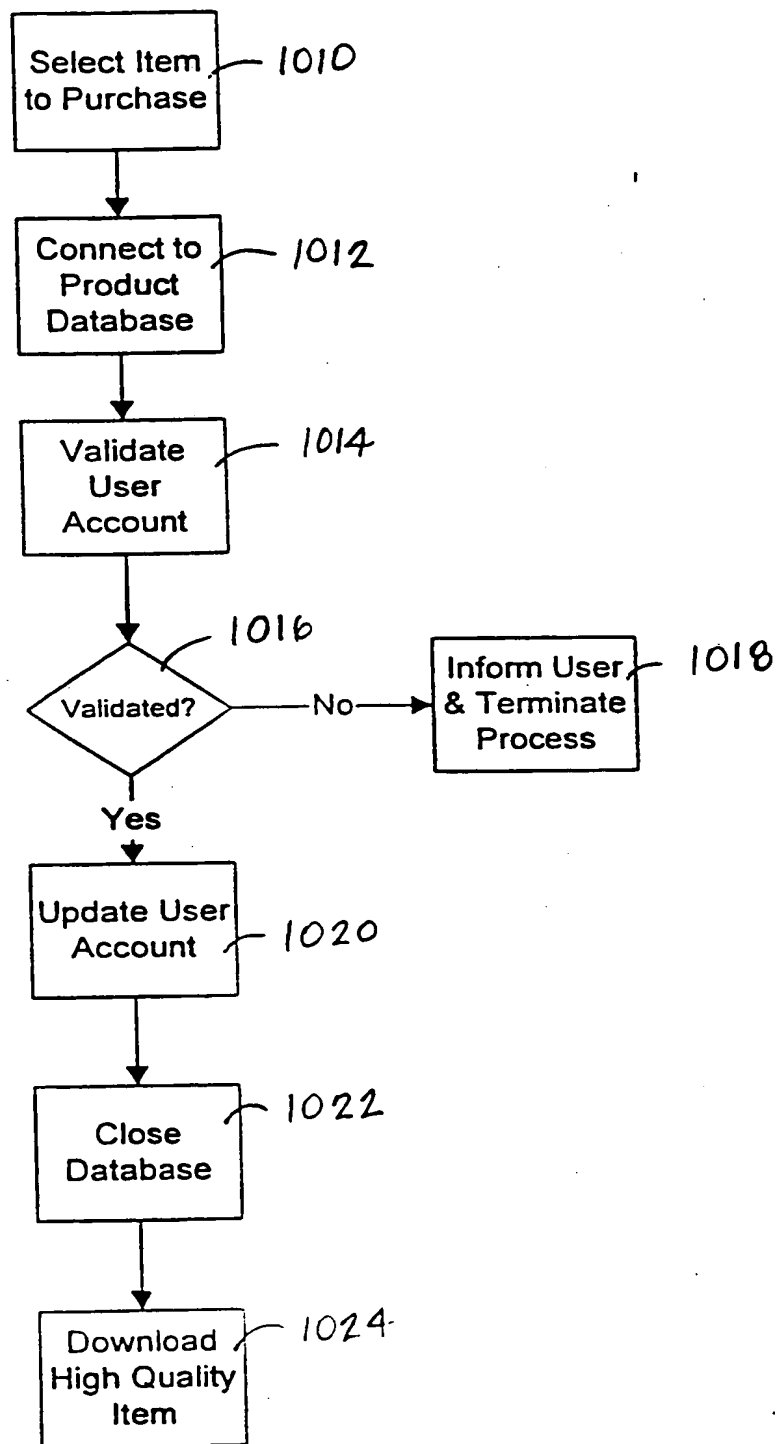 Select Item
to Purchase
1010
Connect to
Product
Database
1012
Validate
User
Account
1014
Validated?
1016
No
Inform User
& Terminate
Process
1018
Yes
Update User
Account
1020
Close
Database
1022
Download
High Quality
Item
1024